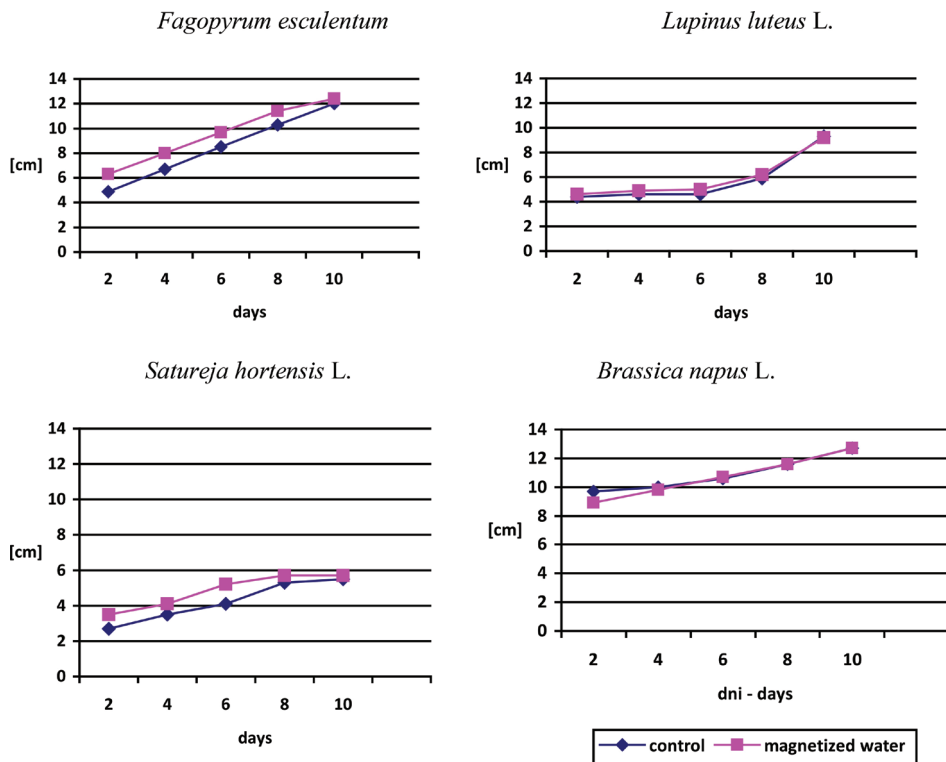 Fagopyrum esculentum
14
12
10
8
6
4
2
0
[cm]
2 4 6 8 10
days
Lupinus luteus L.
14
12
10
8
6
4
2
0
[cm]
2 4 6 8 10
days
Satureja hortensis L.
14
12
10
8
6
4
2
0
[cm]
2 4 6 8 10
days
Brassica napus L.
14
12
10
8
6
4
2
0
[cm]
2 4 6 8 10
dni - days
control magnetized water